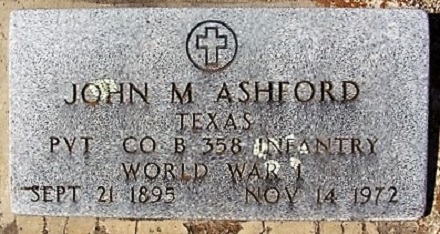 JOHN M ASHFORD
TEXAS
PVT CO B 358 INFANTRY
WORLD WAR I
SEPT 21 1895 NOV 14 1972